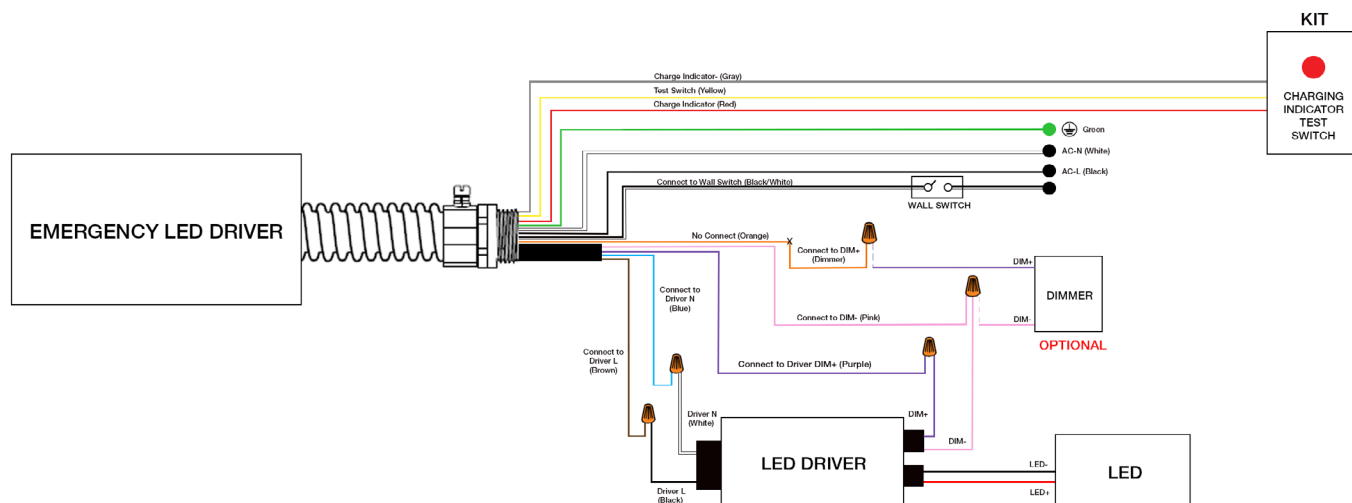 KIT
CHARGING
INDICATOR
TEST
SWITCH
Charge Indicator- (Gray)
Test Switch (Yellow)
Charge Indicator (Red)
Green
AC-N (White)
AC-L (Black)
Connect to Wall Switch (Black/White)
WALL SWITCH
EMERGENCY LED DRIVER
No Connect (Orange)
X
Connect to DIM+
(Dimmer)
DIM+
DIMMER
DIM-
OPTIONAL
Connect to
Driver N
(Blue)
Connect to DIM- (Pink)
Connect to
Driver L
(Brown)
Connect to Driver DIM+ (Purple)
Driver N
(White)
DIM+
DIM-
LED DRIVER
LED-
LED+
LED
Driver L
(Black)